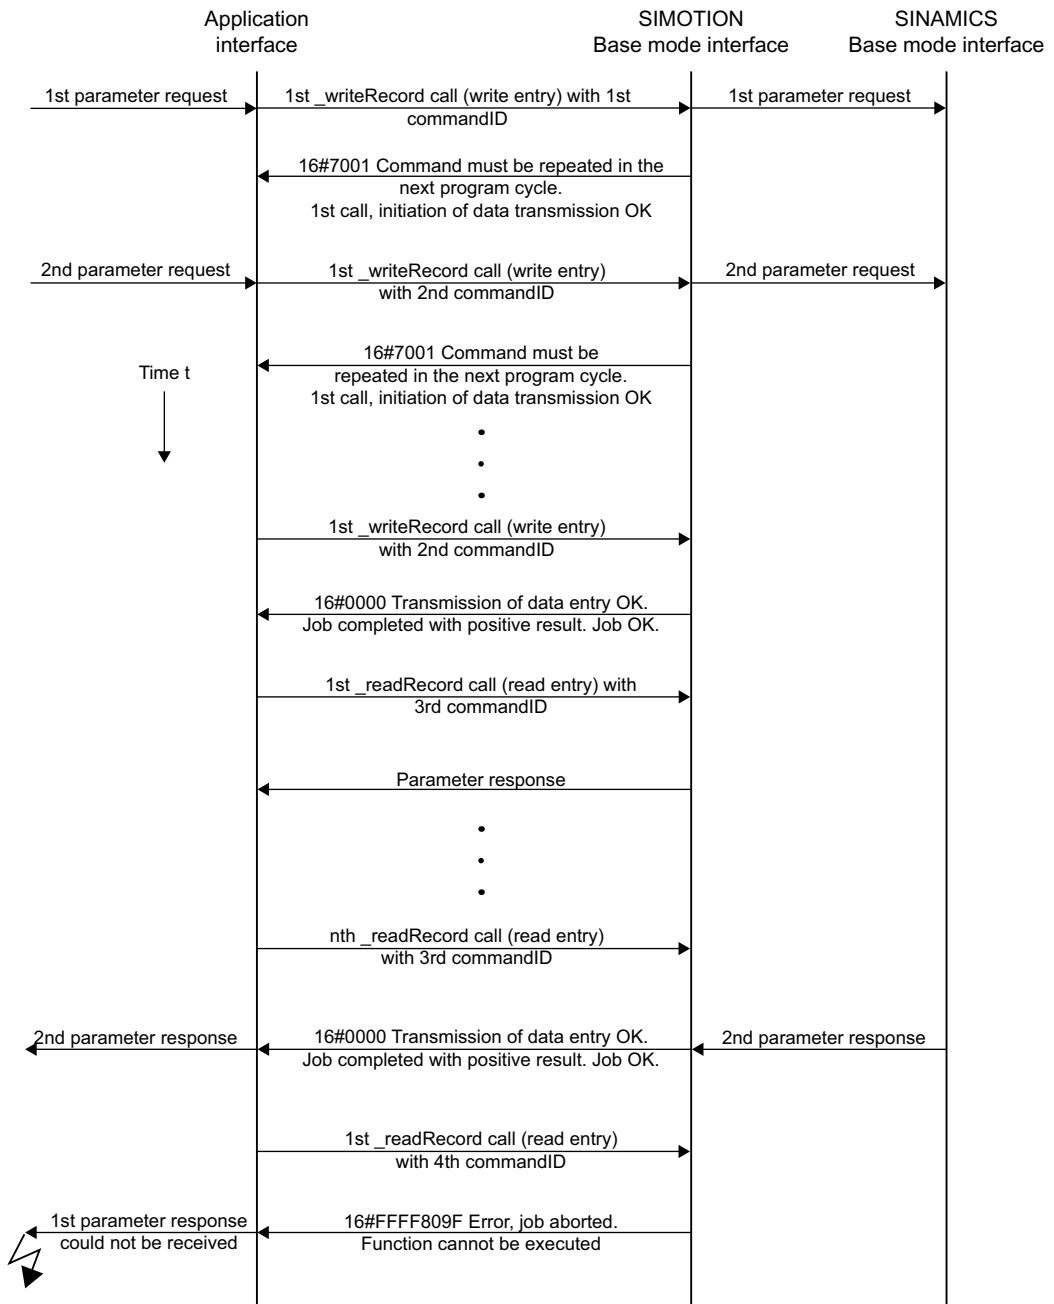 Application
interface
SIMOTION
Base mode interface
SINAMICS
Base mode interface
1st parameter request
1st _writeRecord call (write entry) with 1st
commandID
1st parameter request
16#7001 Command must be repeated in the
next program cycle.
1st call, initiation of data transmission OK
2nd parameter request
1st _writeRecord call (write entry)
with 2nd commandID
2nd parameter request
16#7001 Command must be
repeated in the next program cycle.
1st call, initiation of data transmission OK
Time t
1st _writeRecord call (write entry)
with 2nd commandID
16#0000 Transmission of data entry OK.
Job completed with positive result. Job OK.
1st _readRecord call (read entry) with
3rd commandID
Parameter response
nth _readRecord call (read entry)
with 3rd commandID
2nd parameter response
16#0000 Transmission of data entry OK.
Job completed with positive result. Job OK.
2nd parameter response
1st _readRecord call (read entry)
with 4th commandID
1st parameter response
could not be received
16#FFFF809F Error, job aborted.
Function cannot be executed